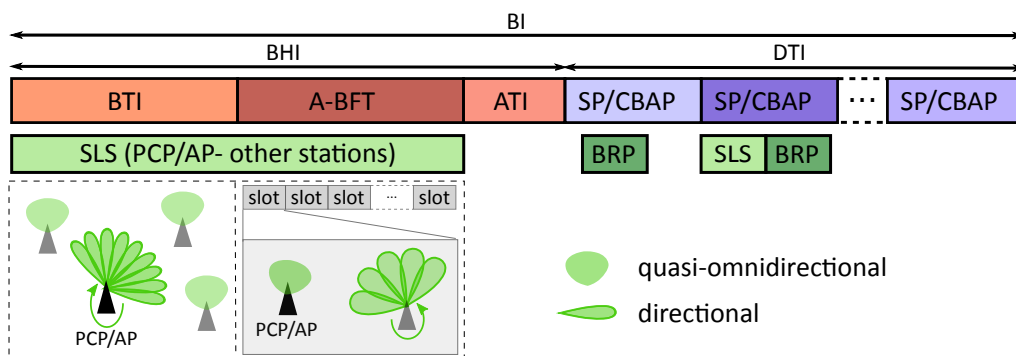 BI
BHI DTI
BTI A-BFT ATI SP/CBAP SP/CBAP ... SP/CBAP
SLS (PCP/AP- other stations) BRP SLS BRP
slot slot slot ... slot
quasi-omnidirectional
directional
PCP/AP PCP/AP